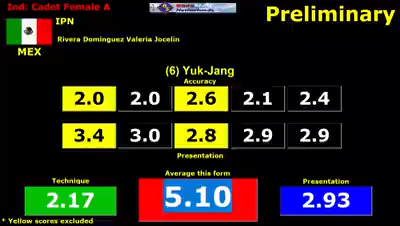 Ind: Cadet Female A
Preliminary
IPN
Rivera Dominguez Valeria Jocelin
MEX
(6) Yuk-Jang
Accuracy
2.0 2.0 2.6 2.1 2.4
3.4 3.0 2.8 2.9 2.9
Presentation
Technique
Average this form
Presentation
2.17
5.10
2.93
* Yellow scores excluded